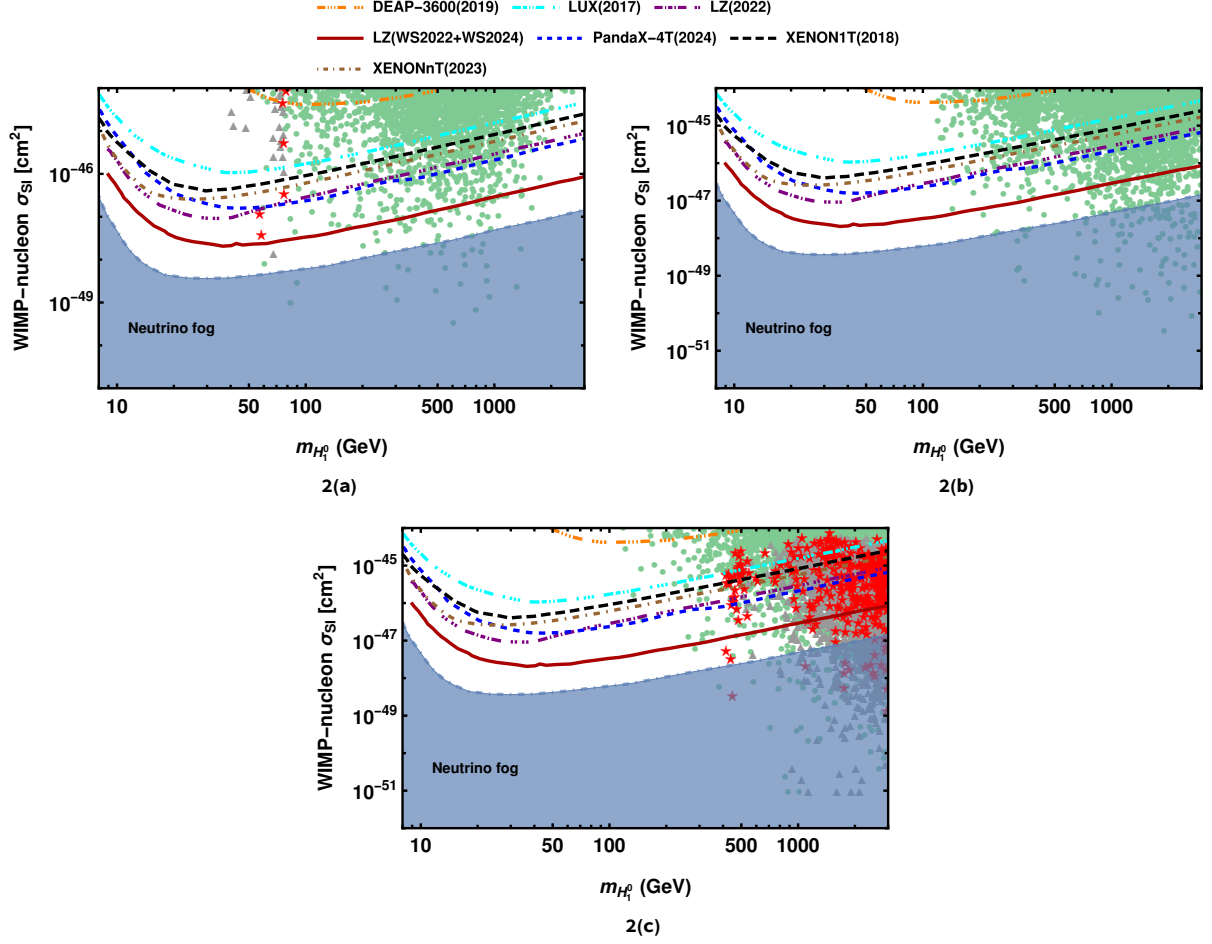 DEAP−3600(2019) LUX(2017) LZ(2022)
LZ(WS2022+WS2024) PandaX−4T(2024) XENON1T(2018)
XENONnT(2023)
WIMP−nucleon σSI [cm²]
10⁻⁴⁶
10⁻⁴⁹
Neutrino fog
10 50 100 500 1000
mH₁⁰ (GeV)
2(a)
WIMP−nucleon σSI [cm²]
10⁻⁴⁵
10⁻⁴⁷
10⁻⁴⁹
10⁻⁵¹
Neutrino fog
10 50 100 500 1000
mH₁⁰ (GeV)
2(b)
WIMP−nucleon σSI [cm²]
10⁻⁴⁵
10⁻⁴⁷
10⁻⁴⁹
10⁻⁵¹
Neutrino fog
10 50 100 500 1000
mH₁⁰ (GeV)
2(c)